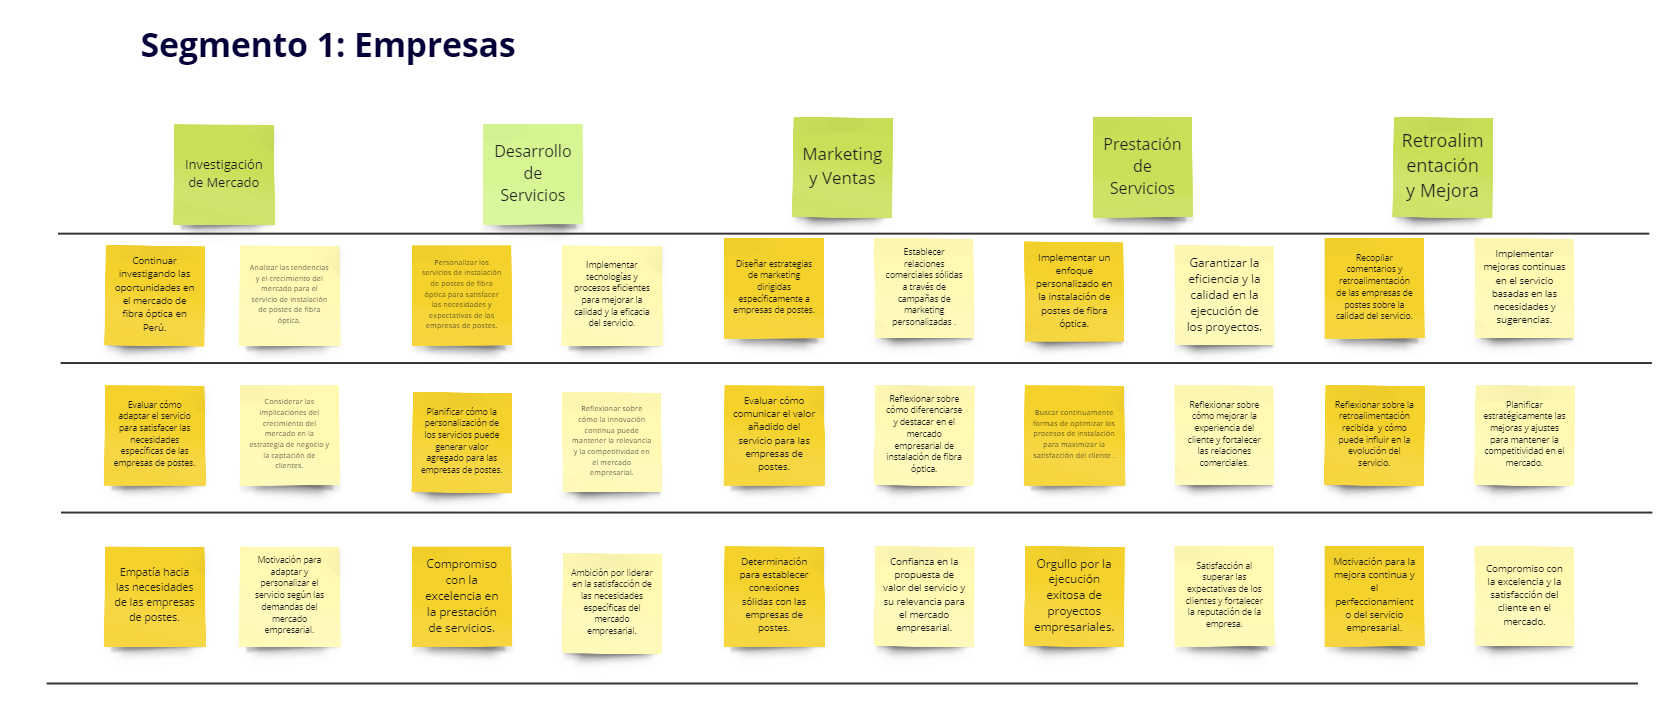 Segmento 1: Empresas
Investigación
de Mercado
Desarrollo
de
Servicios
Marketing
y Ventas
Prestación
de
Servicios
Retroalim
entación
y Mejora
Continuar
investigando las
oportunidades en
el mercado de
fibra óptica en
Perú.
Analizar las tendencias
y el crecimiento del
mercado para el
servicio de instalación
de postes de fibra
óptica.
Personalizar los
servicios de instalación
de postes de fibra
óptica para satisfacer
las necesidades y
expectativas de las
empresas de postes.
Implementar
tecnologías y
procesos eficientes
para mejorar la
calidad y la eficacia
del servicio.
Diseñar estrategias
de marketing
dirigidas
específicamente a
empresas de postes.
Establecer
relaciones
comerciales sólidas
a través de
campañas de
marketing
personalizadas .
Implementar un
enfoque
personalizado en
la instalación de
postes de fibra
óptica.
Garantizar la
eficiencia y la
calidad en la
ejecución de
los proyectos.
Recopilar
comentarios y
retroalimentación
de las empresas de
postes sobre la
calidad del servicio.
Implementar
mejoras continuas
en el servicio
basadas en las
necesidades y
sugerencias.
Evaluar cómo
adaptar el servicio
para satisfacer las
necesidades
específicas de las
empresas de postes.
Considerar las
implicaciones del
crecimiento del
mercado en la
estrategia de negocio y
la captación de
clientes.
Planificar cómo la
personalización de
los servicios puede
generar valor
agregado para las
empresas de postes.
Reflexionar sobre
cómo la innovación
continua puede
mantener la relevancia
y la competitividad en
el mercado
empresarial.
Evaluar cómo
comunicar el valor
añadido del
servicio para las
empresas de
postes.
Reflexionar sobre
cómo diferenciarse
y destacar en el
mercado
empresarial de
instalación de fibra
óptica.
Buscar continuamente
formas de optimizar los
procesos de instalación
para maximizar la
satisfacción del cliente .
Reflexionar sobre
cómo mejorar la
experiencia del
cliente y fortalecer
las relaciones
comerciales.
Reflexionar sobre la
retroalimentación
recibida y cómo
puede influir en la
evolución del
servicio.
Planificar
estratégicamente las
mejoras y ajustes
para mantener la
competitividad en el
mercado.
Empatía hacia
las necesidades
de las empresas
de postes.
Motivación para
adaptar y
personalizar el
servicio según las
demandas del
mercado
empresarial.
Compromiso
con la
excelencia en
la prestación
de servicios.
Ambición por liderar
en la satisfacción de
las necesidades
específicas del
mercado
empresarial.
Determinación
para establecer
conexiones
sólidas con las
empresas de
postes.
Confianza en la
propuesta de
valor del servicio y
su relevancia para
el mercado
empresarial.
Orgullo por la
ejecución
exitosa de
proyectos
empresariales.
Satisfacción al
superar las
expectativas de los
clientes y fortalecer
la reputación de la
empresa.
Motivación para la
mejora continua y
el
perfeccionamient
o del servicio
empresarial.
Compromiso con
la excelencia y la
satisfacción del
cliente en el
mercado.